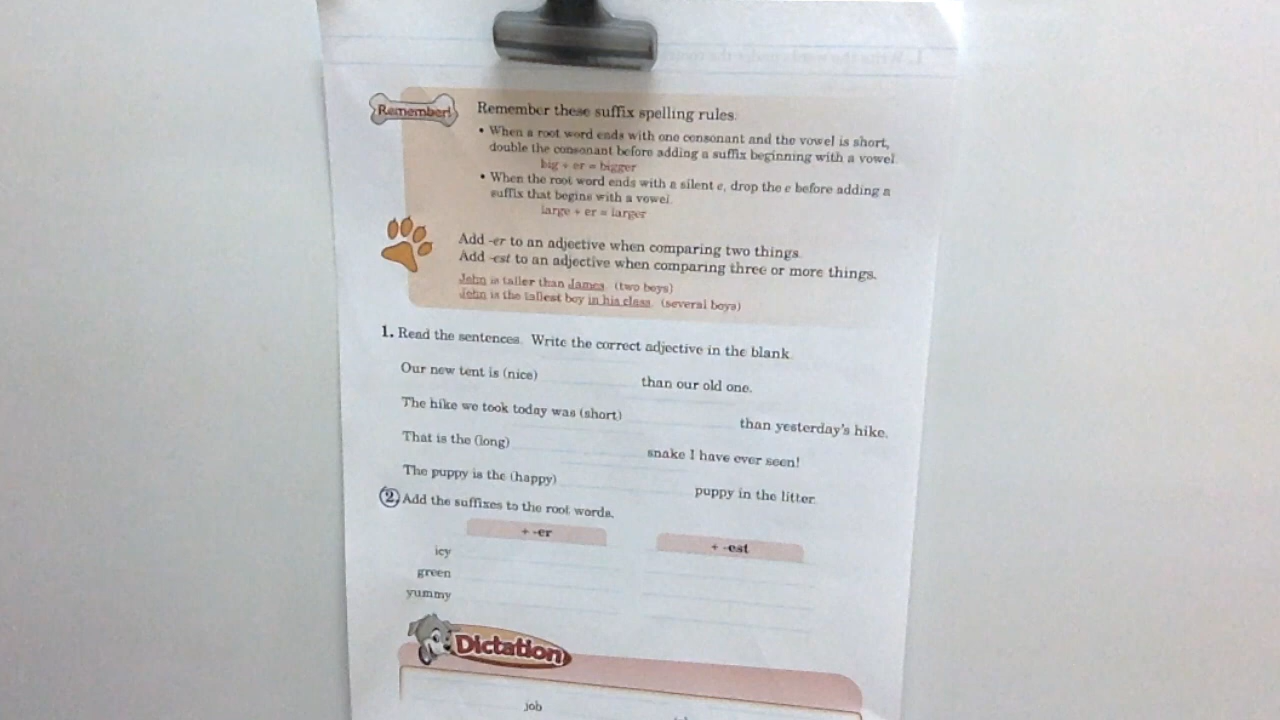 Remember!
Remember these suffix spelling rules.
• When a root word ends with one consonant and the vowel is short,
double the consonant before adding a suffix beginning with a vowel.
big + er = bigger
• When the root word ends with a silent e, drop the e before adding a
suffix that begins with a vowel.
large + er = larger
Add -er to an adjective when comparing two things.
Add -est to an adjective when comparing three or more things.
John is taller than James. (two boys)
John is the tallest boy in his class. (several boys)
1. Read the sentences. Write the correct adjective in the blank.
Our new tent is (nice) than our old one.
The hike we took today was (short) than yesterday's hike.
That is the (long) snake I have ever seen!
The puppy is the (happy) puppy in the litter.
2. Add the suffixes to the root words.
+ -er + -est
icy
green
yummy
Dictation
job